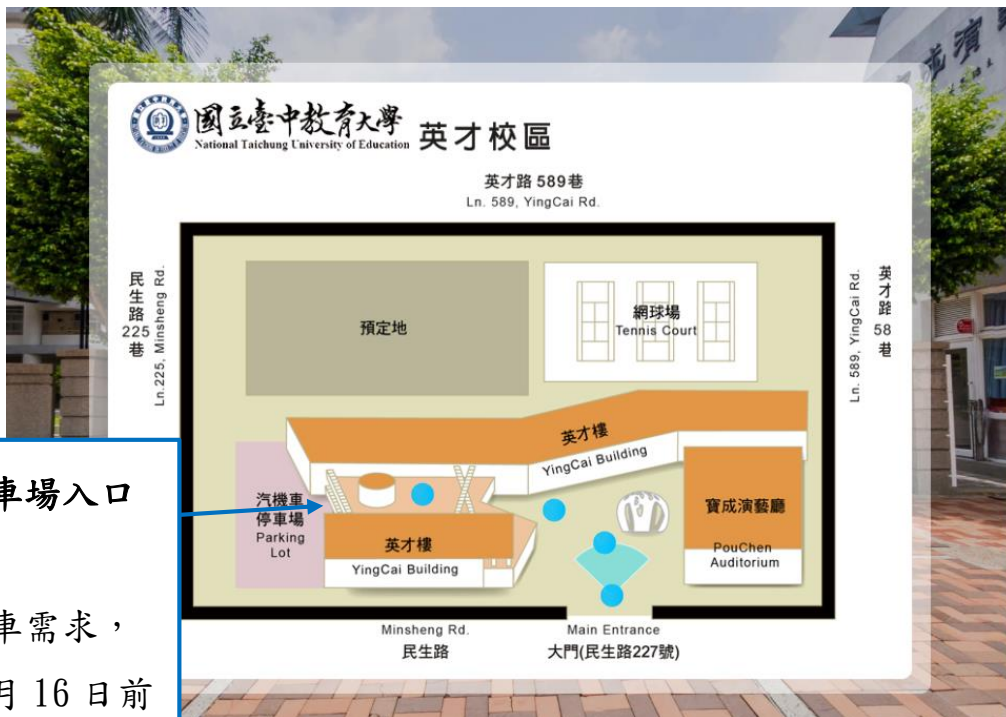 國立臺中教育大學
National Taichung University of Education
英才校區
英才路 589巷
Ln. 589, YingCai Rd.
民生路225巷
Ln.225, Minsheng Rd.
預定地
網球場
Tennis Court
Ln. 589, YingCai Rd.
英才路58
巷
英才樓
YingCai Building
車場入口
汽機車
停車場
Parking
Lot
英才樓
YingCai Building
寶成演藝廳
PouChen
Auditorium
車需求，
月 16 日前
Minsheng Rd.
民生路
Main Entrance
大門(民生路227號)